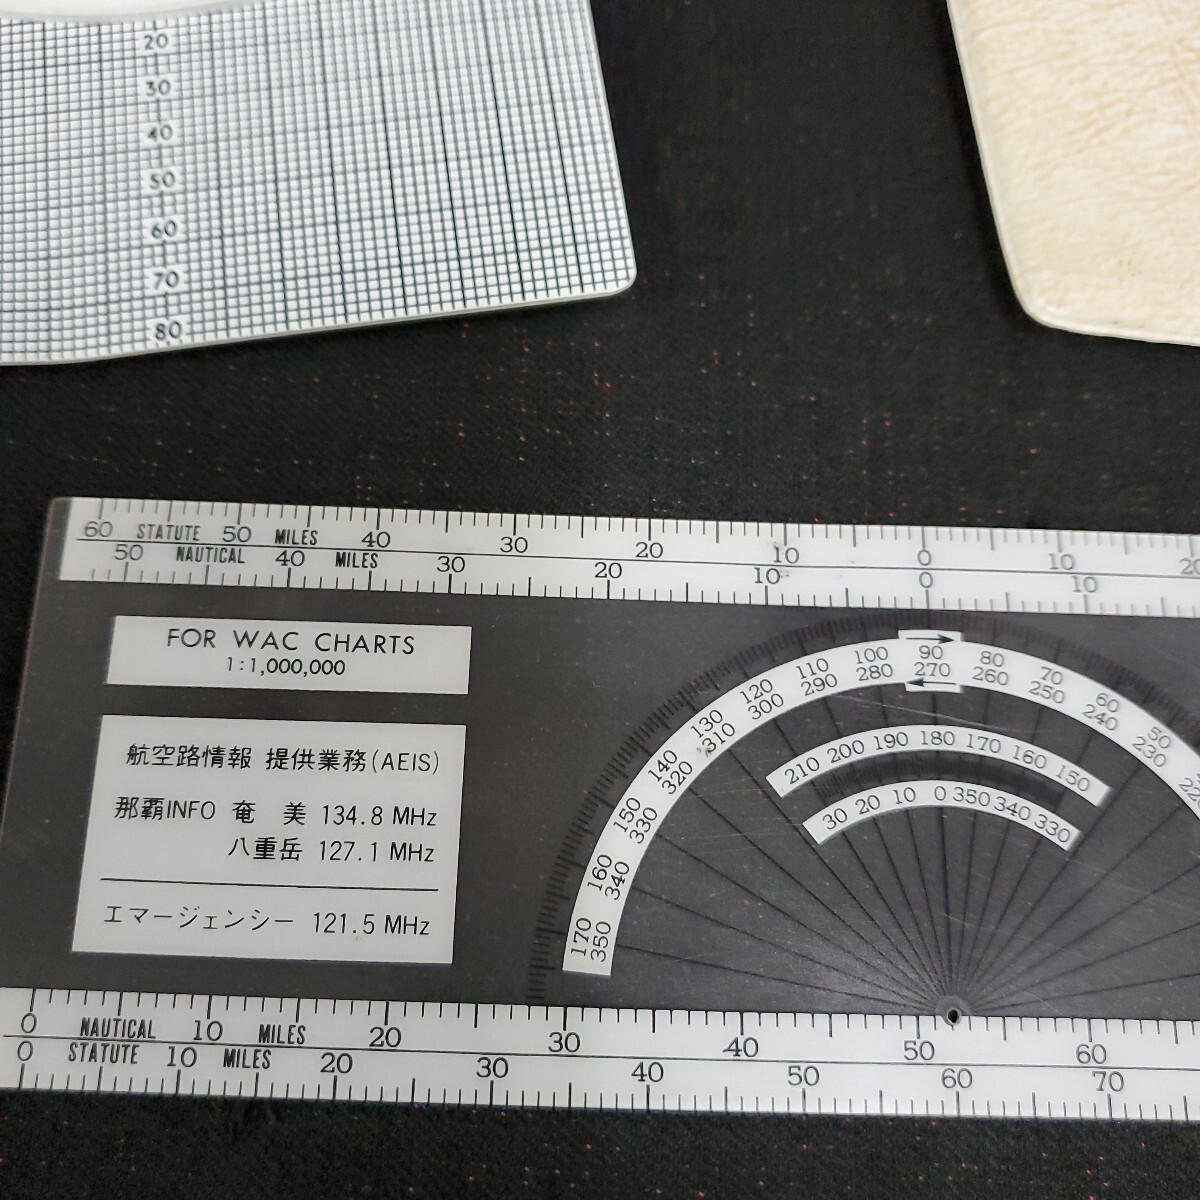 20
30
40
50
60
70
80
60 STATUTE 50 MILES 40 30 20 10 0 10 20
50 NAUTICAL 40 MILES 30 20 10 0 10
FOR WAC CHARTS
1:1,000,000
航空路情報 提供業務(AEIS)
那覇INFO 奄 美 134.8 MHz
八重岳 127.1 MHz
エマージェンシー 121.5 MHz
170 160 150 140 130 120 110 100 90 80 70 60 50
350 340 330 320 310 300 290 280 270 260 250 240 230
210 200 190 180 170 160 150
30 20 10 0 350 340 330
0 NAUTICAL 10 MILES 20 30 40 50 60
0 STATUTE 10 MILES 20 30 40 50 60 70